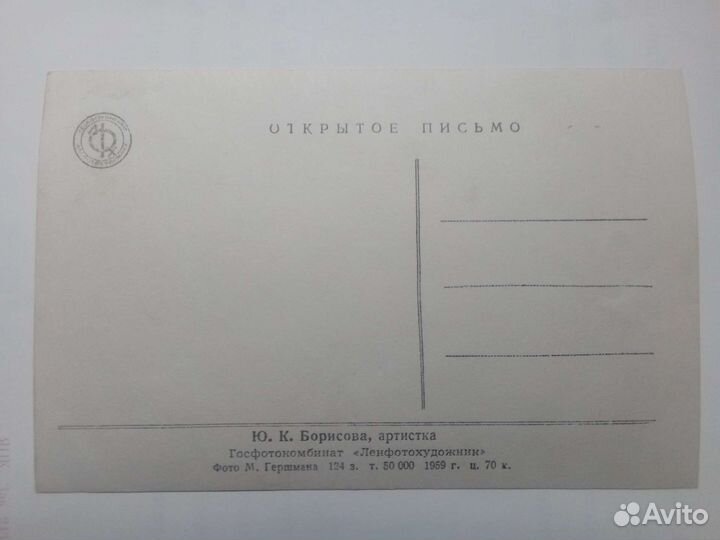 ОТКРЫТОЕ ПИСЬМО
Ю. К. Борисова, артистка
Госфотокомбинат «Ленфотохудожник»
Фото М. Гершмана 124 з. т. 50 000 1959 г. ц. 70 к.
Avito